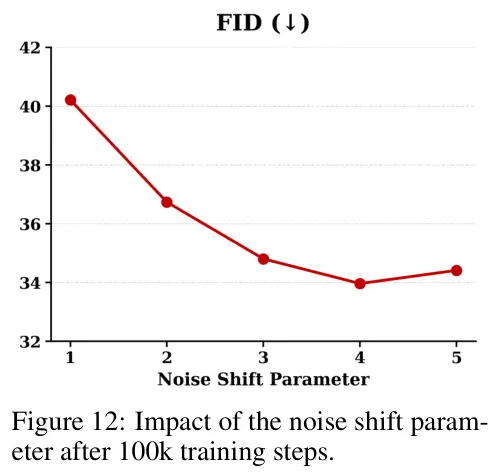 FID (↓)
42
40
38
36
34
32
1 2 3 4 5
Noise Shift Parameter
Figure 12: Impact of the noise shift param-
eter after 100k training steps.